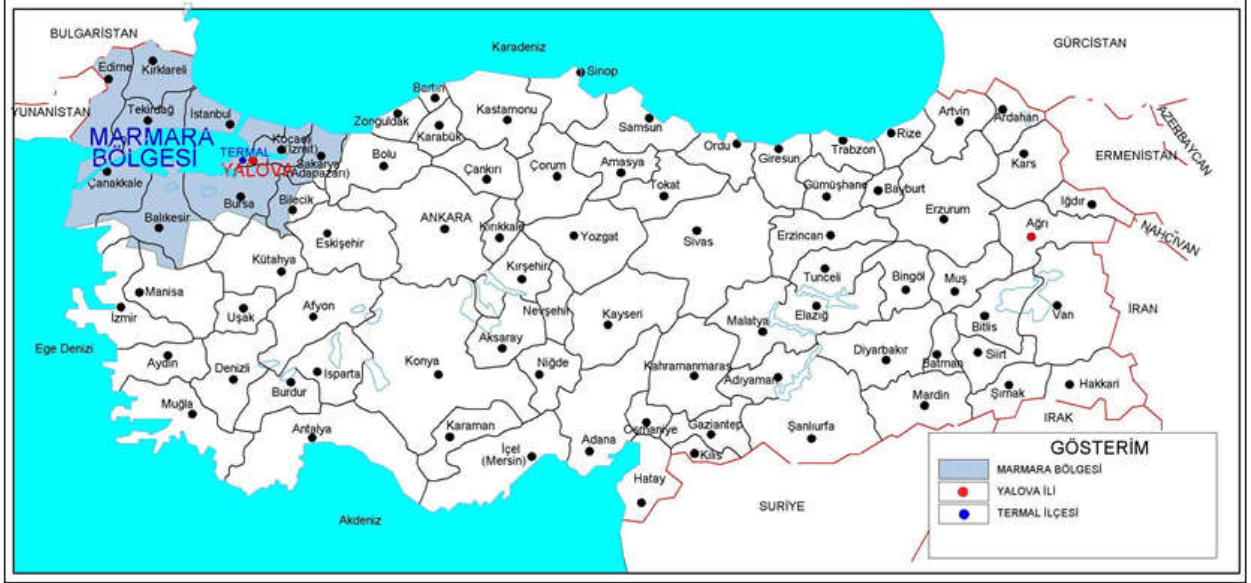 BULGARİSTAN
Karadeniz
GÜRCİSTAN
Edirne
Kırklareli
Sinop
YUNANİSTAN
Tekirdağ
İstanbul
Bartın
Zonguldak
Karabük
Kastamonu
Samsun
Artvin
Ardahan
AZERBAYCAN
MARMARA
BÖLGESİ
TERMAL
YALOVA
Kocaeli
(İzmit)
Sakarya
(Adapazarı)
Bolu
Çankırı
Çorum
Amasya
Tokat
Ordu
Giresun
Trabzon
Rize
Kars
ERMENİSTAN
Çanakkale
Balıkesir
Bursa
Bilecik
Gümüşhane
Bayburt
Erzurum
Iğdır
Ağrı
NAHÇİVAN
Eskişehir
ANKARA
Kırıkkale
Yozgat
Sivas
Erzincan
Kütahya
Kırşehir
Tunceli
Bingöl
Muş
Manisa
İzmir
Uşak
Afyon
Nevşehir
Kayseri
Malatya
Elazığ
Bitlis
Van
İRAN
Ege Denizi
Aydın
Denizli
Burdur
Isparta
Konya
Aksaray
Niğde
Kahramanmaraş
Adıyaman
Diyarbakır
Batman
Siirt
Şırnak
Hakkari
Muğla
Antalya
Karaman
İçel
(Mersin)
Adana
Osmaniye
Gaziantep
Kilis
Şanlıurfa
Mardin
IRAK
Hatay
SURİYE
Akdeniz
GÖSTERİM
MARMARA BÖLGESİ
YALOVA İLİ
TERMAL İLÇESİ